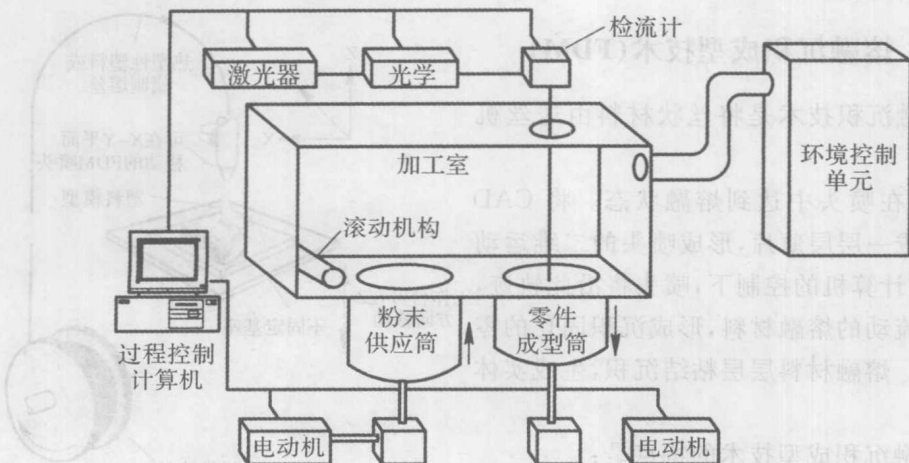 检流计
激光器
光学
环境控制
单元
加工室
滚动机构
粉末
供应筒
零件
成型筒
过程控制
计算机
电动机
电动机